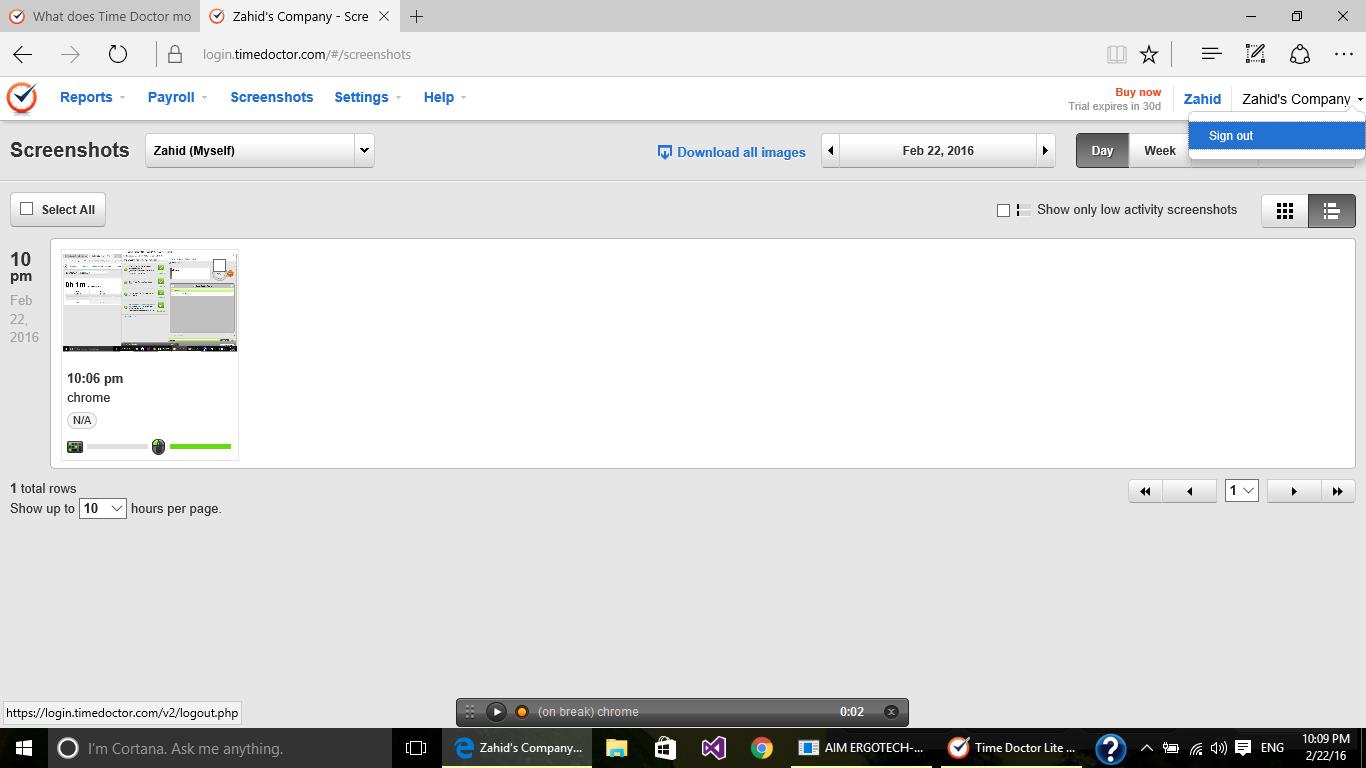 What does Time Doctor mo
Zahid's Company - Scre
login.timedoctor.com/#/screenshots
Reports
Payroll
Screenshots
Settings
Help
Buy now
Trial expires in 30d
Zahid
Zahid's Company
Sign out
Screenshots
Zahid (Myself)
Download all images
Feb 22, 2016
Day
Week
Select All
Show only low activity screenshots
10
pm
Feb
22,
2016
0h 1m
10:06 pm
chrome
N/A
1 total rows
Show up to 10 hours per page.
1
https://login.timedoctor.com/v2/logout.php
(on break) chrome
0:02
I'm Cortana. Ask me anything.
Zahid's Company...
AIM ERGOTECH-...
Time Doctor Lite ...
ENG
10:09 PM
2/22/16